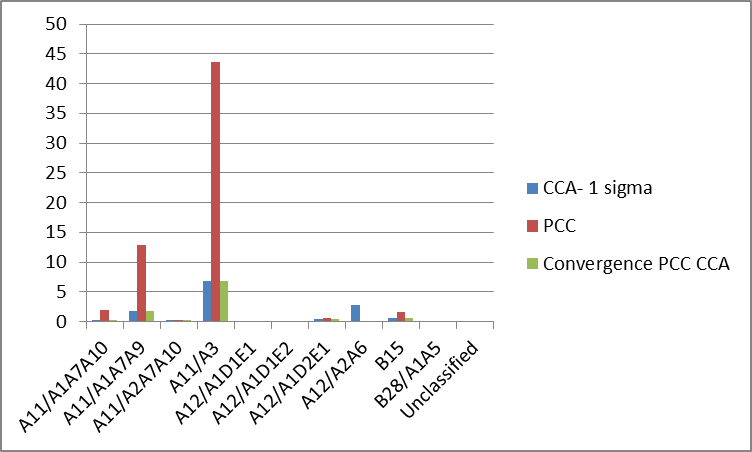 50
45
40
35
30
25
20
15
10
5
0
A11/A1A7A10
A11/A1A7A9
A11/A2A7A10
A11/A3
A12/A1D1E1
A12/A1D1E2
A12/A1D2E1
A12/A2A6
B15
B28/A1A5
Unclassified
CCA- 1 sigma
PCC
Convergence PCC CCA